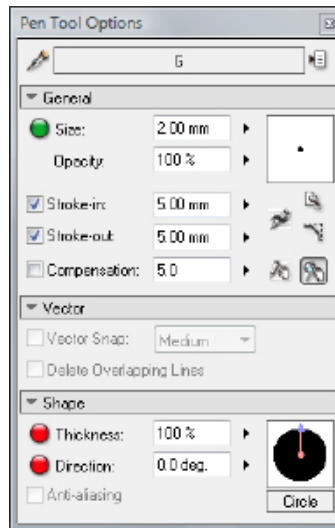 Pen Tool Options
G
General
Size: 2.00 mm
Opacity: 100 %
Stroke-in: 5.00 mm
Stroke-out: 5.00 mm
Compensation: 5.0
Vector
Vector Snap: Medium
Delete Overlapping Lines
Shape
Thickness: 100 %
Direction: 0.0 deg.
Anti-aliasing
Circle